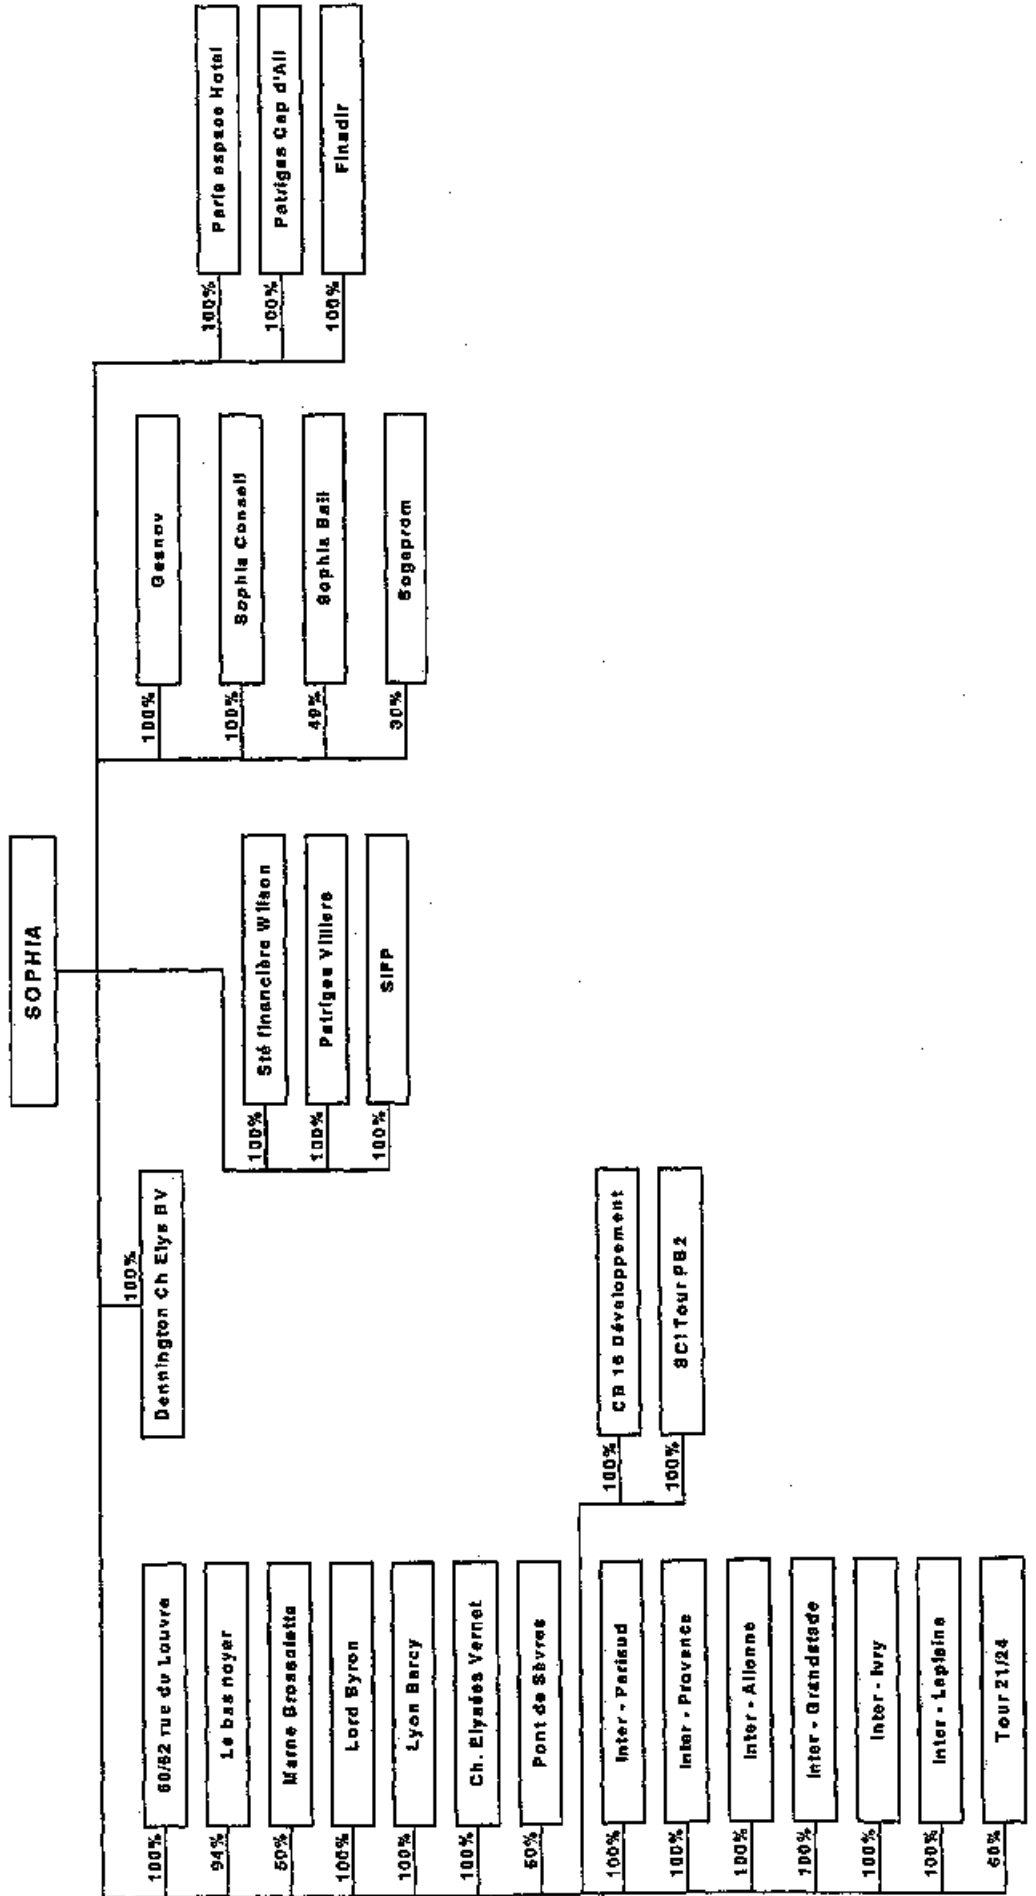 SOPHIA
100%
60/62 rue du Louvre
94%
Le bas noyer
50%
Marne Brossolette
100%
Lord Byron
100%
Lyon Bercy
100%
Ch. Elysées Vernet
Pont de Sèvres
100%
Inter - Parisud
100%
Inter - Provence
100%
Inter - Allonne
100%
Inter - Grandstade
100%
Inter - Ivry
100%
Inter - Laplaine
Tour 21/24
100%
CB 16 Développement
100%
SCI Tour PB2
100%
Dennington Ch Elys BV
100%
Sté financière Wilson
100%
Patriges Villiers
100%
SIFP
100%
Gesnov
100%
Sophia Conseil
49%
Sophia Bail
30%
Sogeprom
100%
Paris espace Hotel
100%
Patriges Cap d'Ail
100%
Finadir